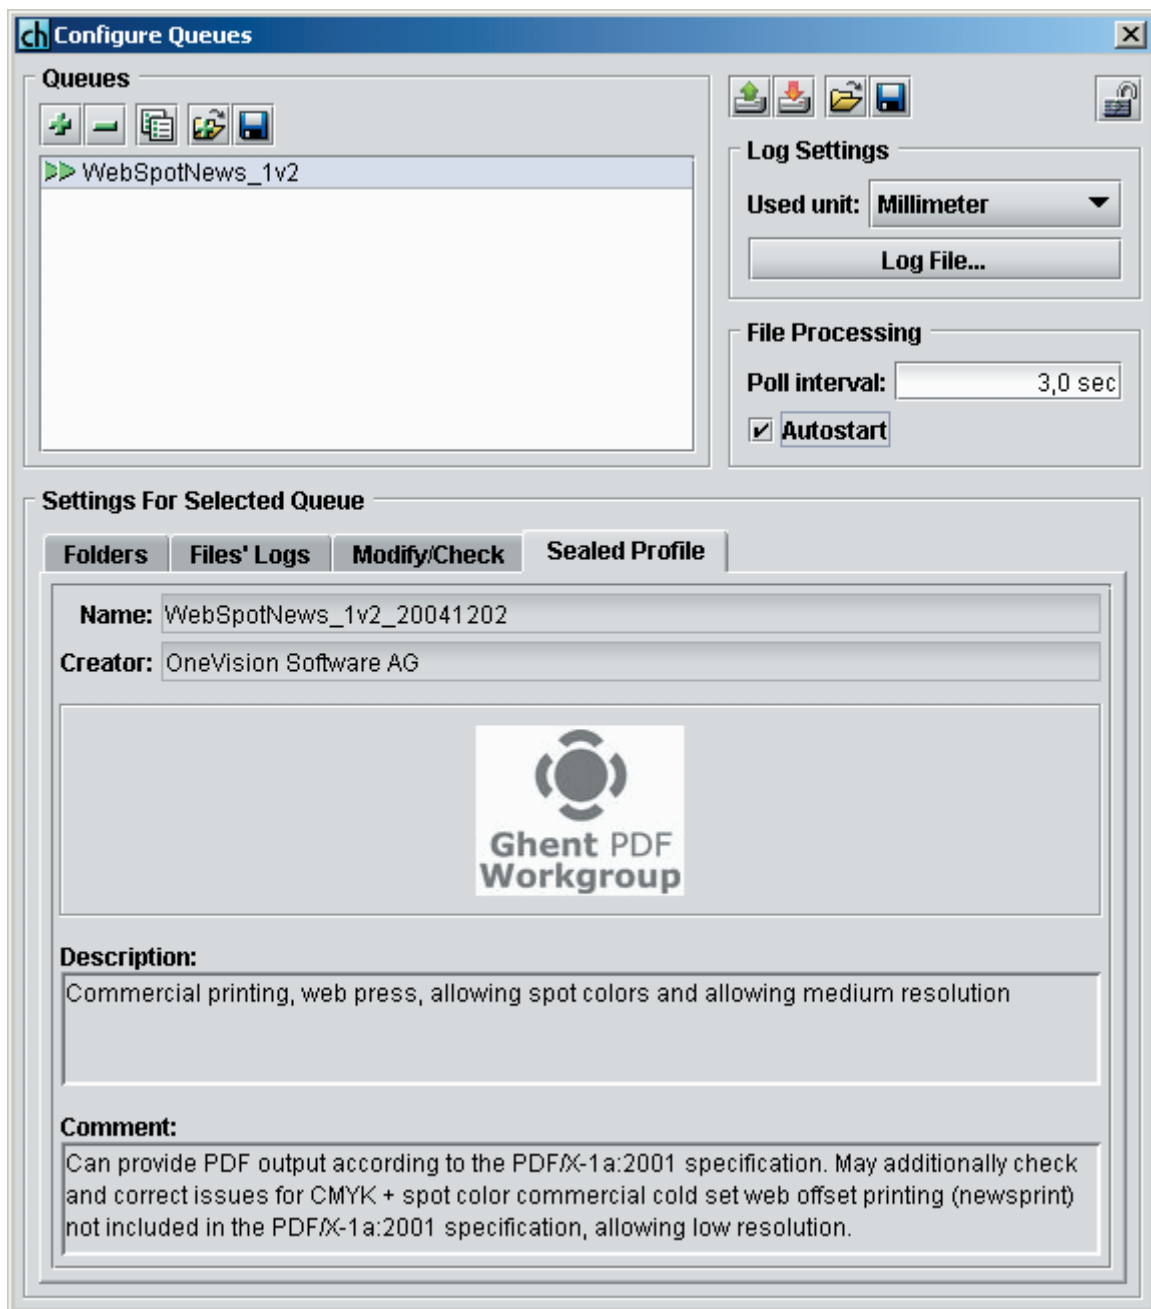 ch Configure Queues
Queues
WebSpotNews_1v2
Log Settings
Used unit: Millimeter
Log File...
File Processing
Poll interval: 3,0 sec
Autostart
Settings For Selected Queue
Folders Files' Logs Modify/Check Sealed Profile
Name: WebSpotNews_1v2_20041202
Creator: OneVision Software AG
Ghent PDF
Workgroup
Description:
Commercial printing, web press, allowing spot colors and allowing medium resolution
Comment:
Can provide PDF output according to the PDF/X-1a:2001 specification. May additionally check
and correct issues for CMYK + spot color commercial cold set web offset printing (newsprint)
not included in the PDF/X-1a:2001 specification, allowing low resolution.